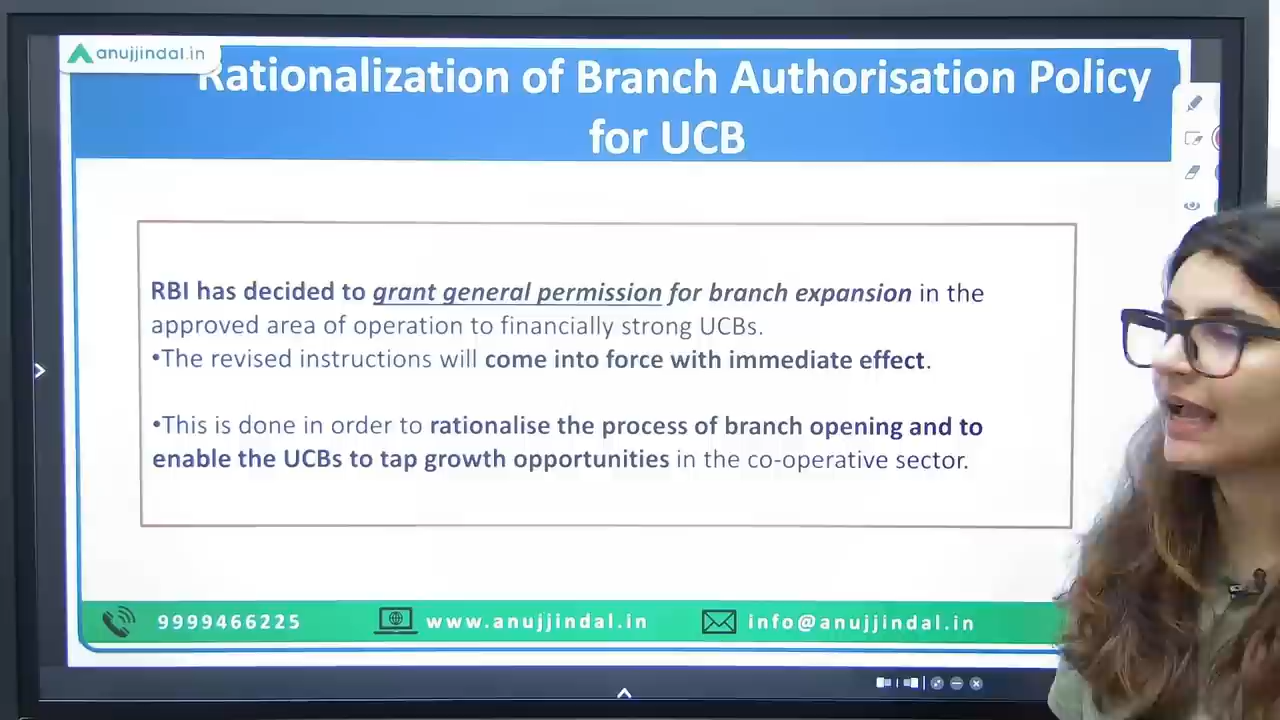 anujjindal.in
Rationalization of Branch Authorisation Policy
for UCB
RBI has decided to grant general permission for branch expansion in the
approved area of operation to financially strong UCBs.
•The revised instructions will come into force with immediate effect.
•This is done in order to rationalise the process of branch opening and to
enable the UCBs to tap growth opportunities in the co-operative sector.
9999466225
www.anujjindal.in
info@anujjindal.in